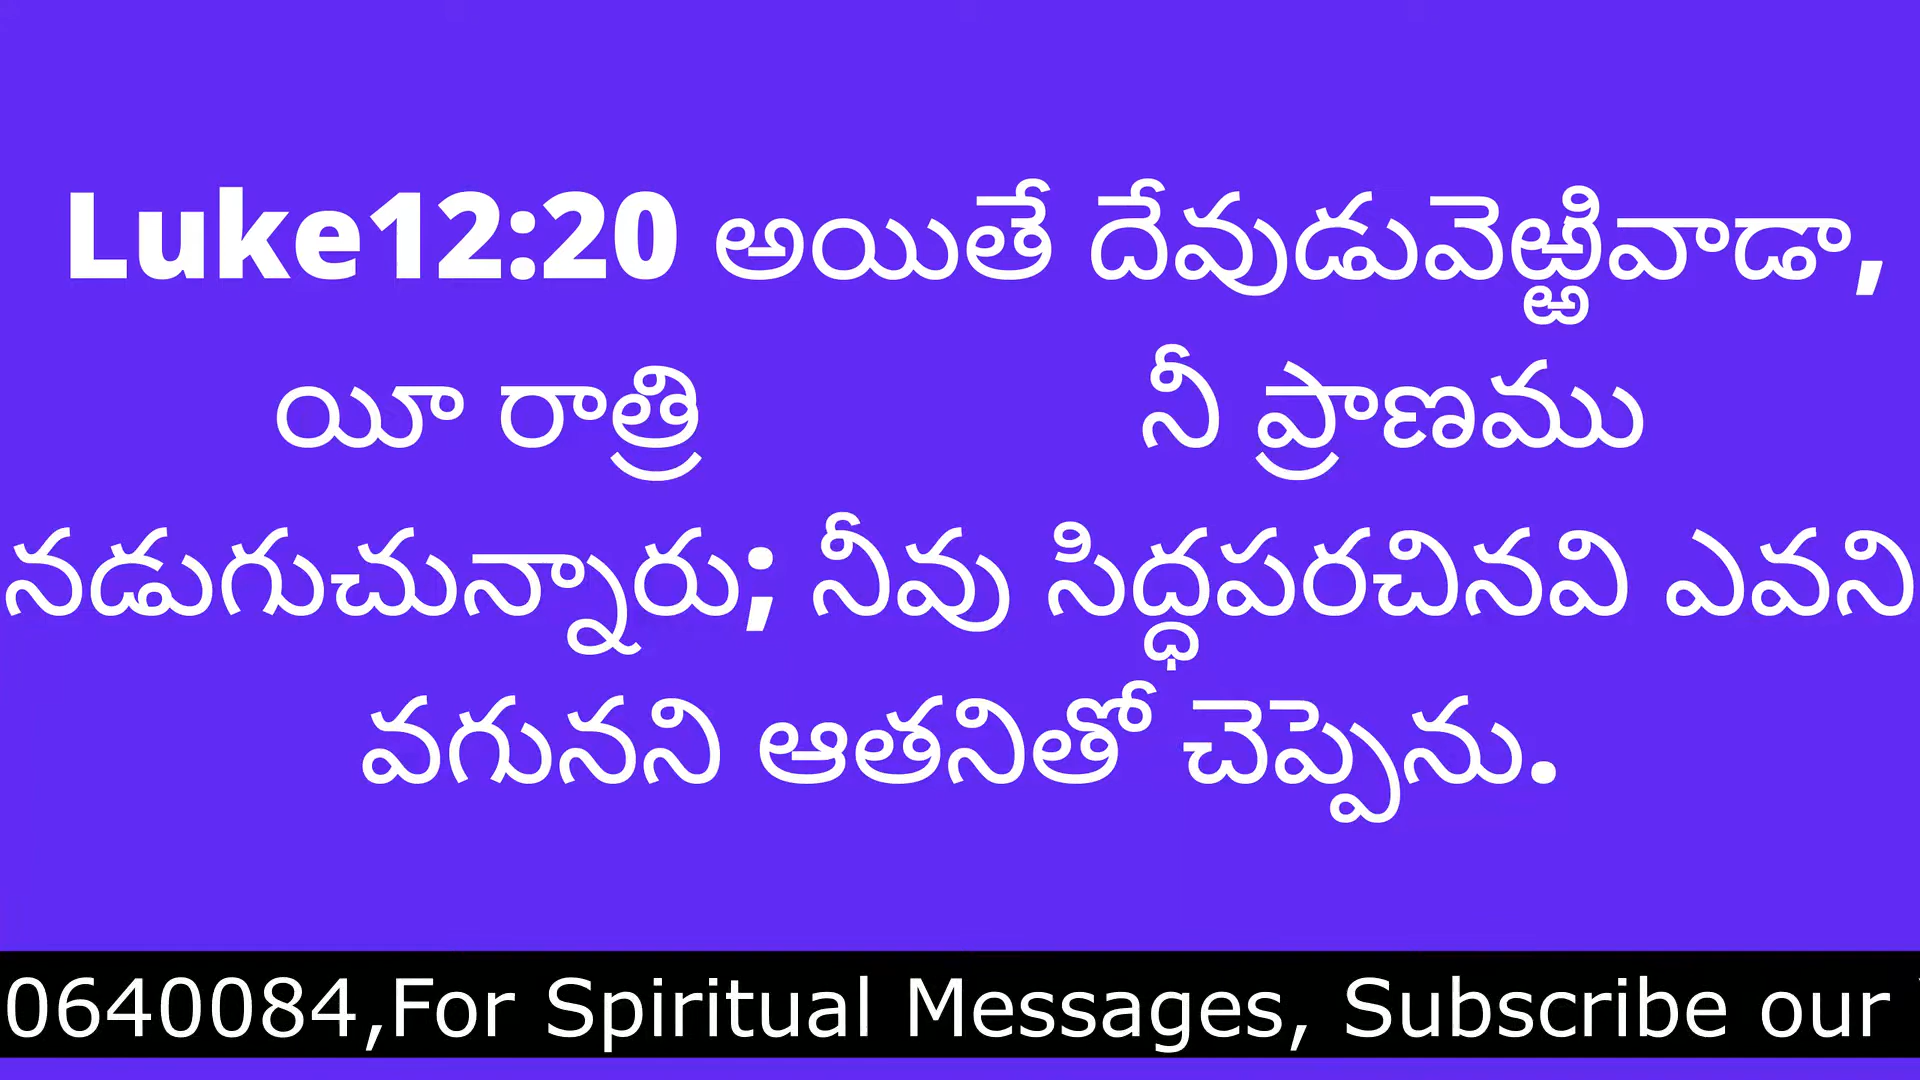 Luke12:20 అయితే దేవుడువెఱ్ఱివాడా,
యీ రాత్రి నీ ప్రాణము
నడుగుచున్నారు; నీవు సిద్ధపరచినవి ఎవని
వగునని ఆతనితో చెప్పెను.
0640084,For Spiritual Messages, Subscribe our